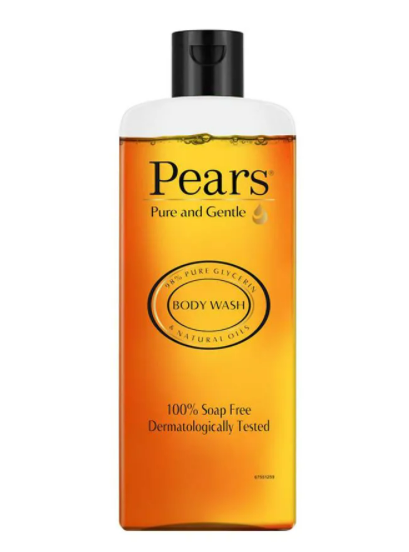 Pears®
Pure and Gentle
98% PURE GLYCERIN
BODY WASH
& NATURAL OILS
100% Soap Free
Dermatologically Tested